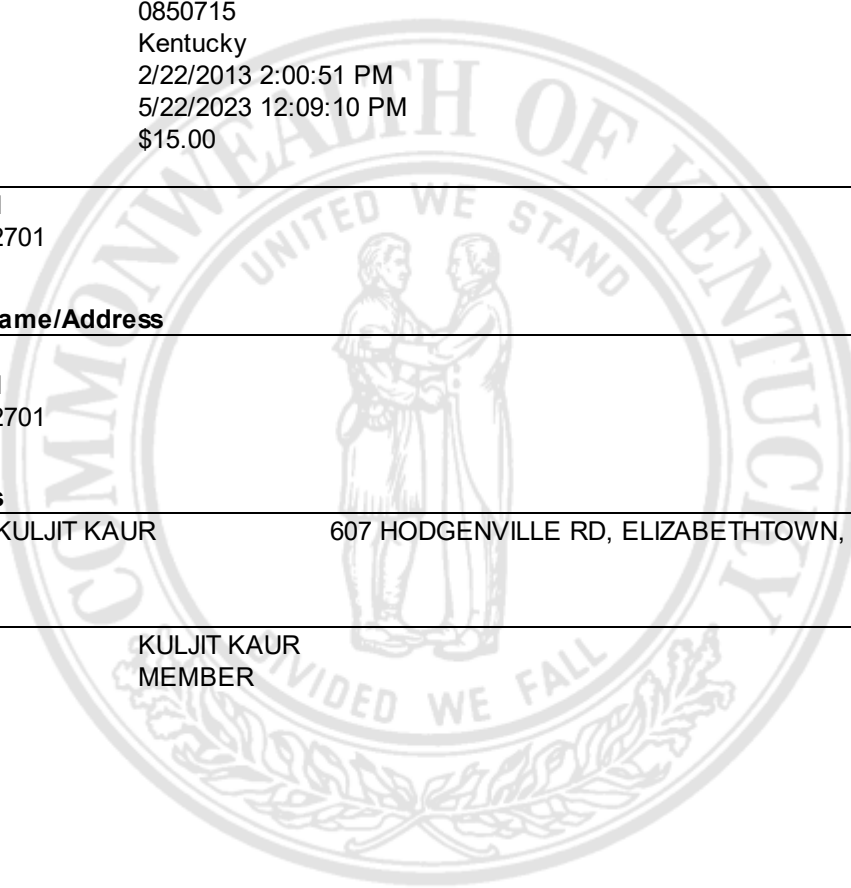 0850715
Kentucky
2/22/2013 2:00:51 PM
5/22/2023 12:09:10 PM
$15.00
2701
ame/Address
2701
s
KULJIT KAUR 607 HODGENVILLE RD, ELIZABETHTOWN,
KULJIT KAUR
MEMBER
COMMONWEALTH OF KENTUCKY
UNITED WE STAND
DIVIDED WE FALL